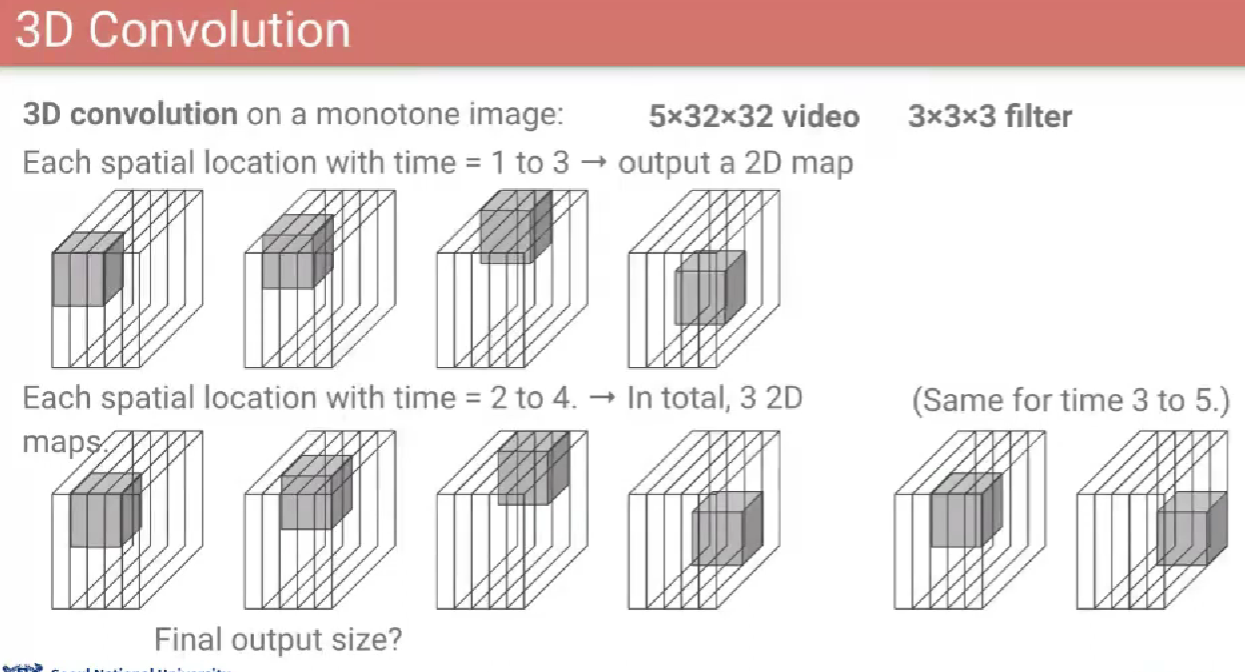 3D Convolution
3D convolution on a monotone image:
5×32×32 video
3×3×3 filter
Each spatial location with time = 1 to 3 → output a 2D map
Each spatial location with time = 2 to 4. → In total, 3 2D
maps.
(Same for time 3 to 5.)
Final output size?
Seoul National University